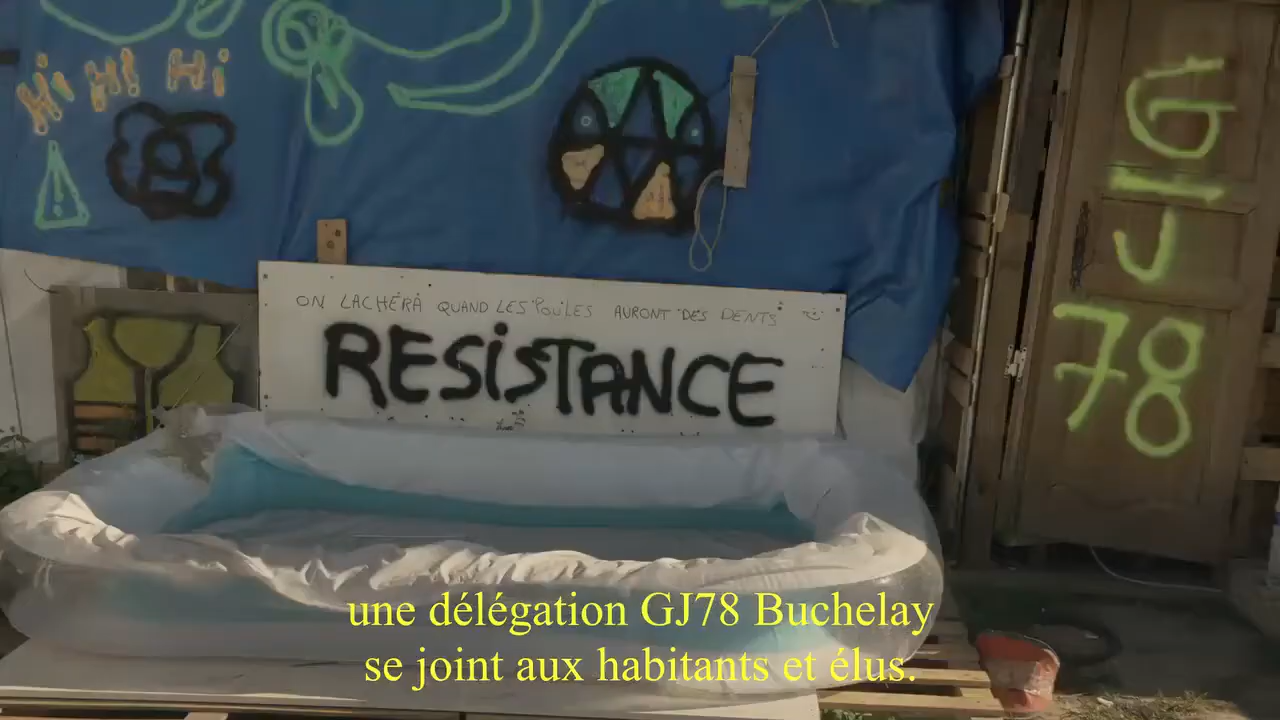 Hi Hi Hi
ON LACHERA QUAND LES POULES AURONT DES DENTS
RESiSTANCE
G
J
78
une délégation GJ78 Buchelay
se joint aux habitants et élus.